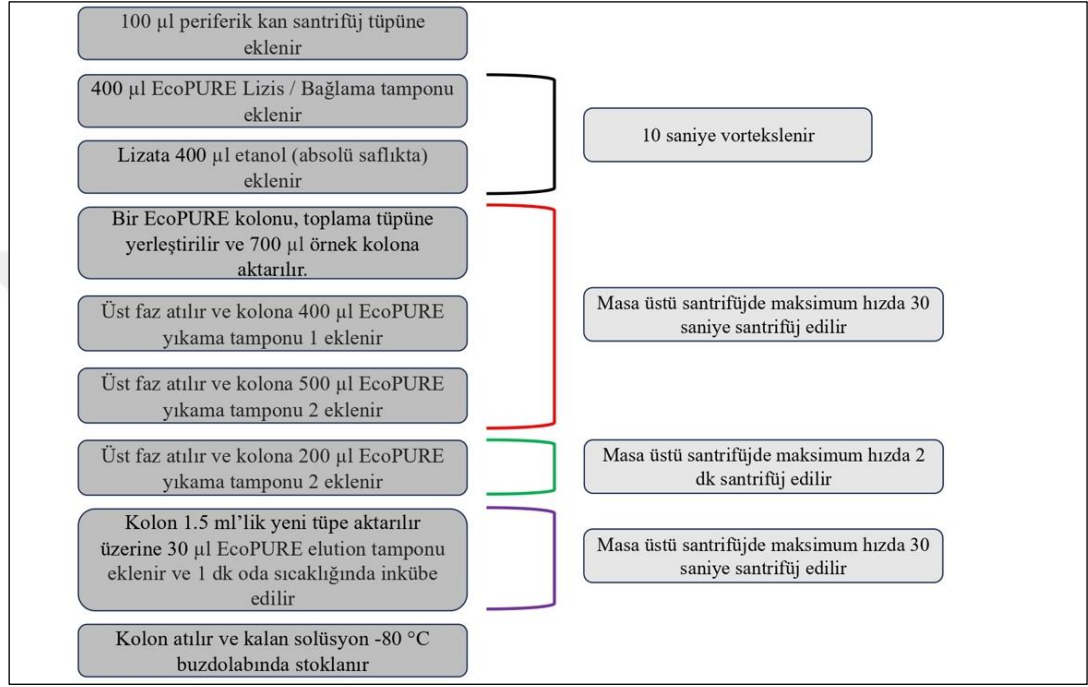 100 µl periferik kan santrifüj tüpüne
eklenir
400 µl EcoPURE Lizis / Bağlama tamponu
eklenir
Lizata 400 µl etanol (absolü saflıkta)
eklenir
10 saniye vortekslenir
Bir EcoPURE kolonu, toplama tüpüne
yerleştirilir ve 700 µl örnek kolona
aktarılır.
Üst faz atılır ve kolona 400 µl EcoPURE
yıkama tamponu 1 eklenir
Üst faz atılır ve kolona 500 µl EcoPURE
yıkama tamponu 2 eklenir
Masa üstü santrifüjde maksimum hızda 30
saniye santrifüj edilir
Üst faz atılır ve kolona 200 µl EcoPURE
yıkama tamponu 2 eklenir
Masa üstü santrifüjde maksimum hızda 2
dk santrifüj edilir
Kolon 1.5 ml’lik yeni tüpe aktarılır
üzerine 30 µl EcoPURE elution tamponu
eklenir ve 1 dk oda sıcaklığında inkübe
edilir
Masa üstü santrifüjde maksimum hızda 30
saniye santrifüj edilir
Kolon atılır ve kalan solüsyon -80 °C
buzdolabında stoklanır